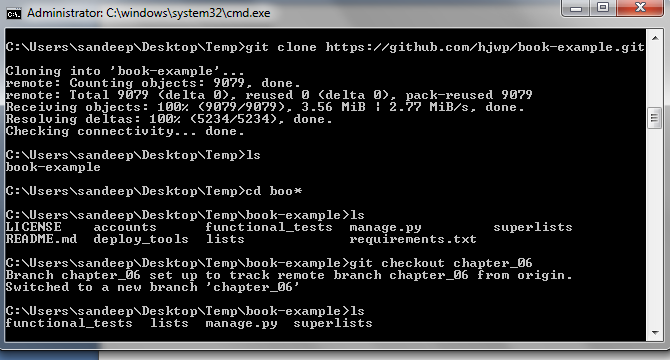 Administrator: C:\windows\system32\cmd.exe
C:\Users\sandeep\Desktop\Temp>git clone https://github.com/hjwp/book-example.git
Cloning into 'book-example'...
remote: Counting objects: 9079, done.
remote: Total 9079 (delta 0), reused 0 (delta 0), pack-reused 9079
Receiving objects: 100% (9079/9079), 3.56 MiB | 2.77 MiB/s, done.
Resolving deltas: 100% (5234/5234), done.
Checking connectivity... done.
C:\Users\sandeep\Desktop\Temp>ls
book-example
C:\Users\sandeep\Desktop\Temp>cd boo*
C:\Users\sandeep\Desktop\Temp\book-example>ls
LICENSE accounts functional_tests manage.py superlists
README.md deploy_tools lists requirements.txt
C:\Users\sandeep\Desktop\Temp\book-example>git checkout chapter_06
Branch chapter_06 set up to track remote branch chapter_06 from origin.
Switched to a new branch 'chapter_06'
C:\Users\sandeep\Desktop\Temp\book-example>ls
functional_tests lists manage.py superlists